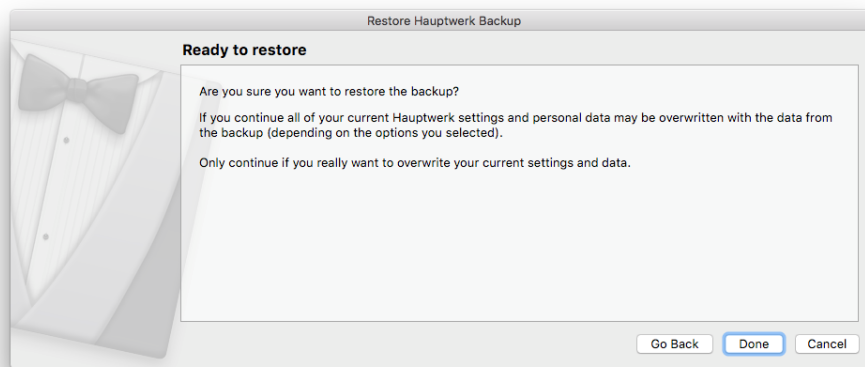 Restore Hauptwerk Backup
Ready to restore
Are you sure you want to restore the backup?
If you continue all of your current Hauptwerk settings and personal data may be overwritten with the data from
the backup (depending on the options you selected).
Only continue if you really want to overwrite your current settings and data.
Go Back
Done
Cancel